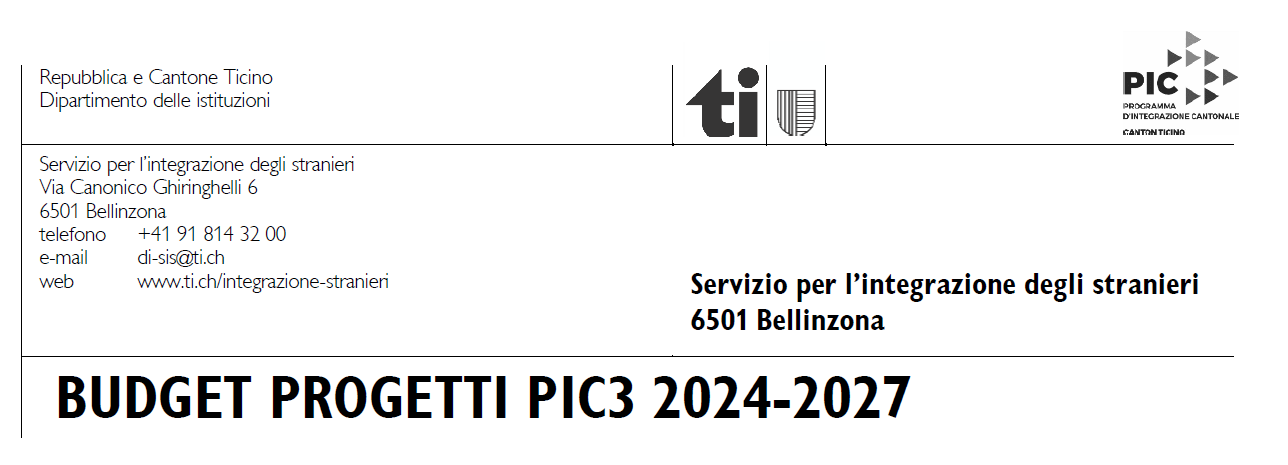 Repubblica e Cantone Ticino
Dipartimento delle istituzioni
ti
PIC
PROGRAMMA
D'INTEGRAZIONE CANTONALE
CANTON TICINO
Servizio per l'integrazione degli stranieri
Via Canonico Ghiringhelli 6
6501 Bellinzona
telefono +41 91 814 32 00
e-mail di-sis@ti.ch
web www.ti.ch/integrazione-stranieri
Servizio per l'integrazione degli stranieri
6501 Bellinzona
BUDGET PROGETTI PIC3 2024-2027